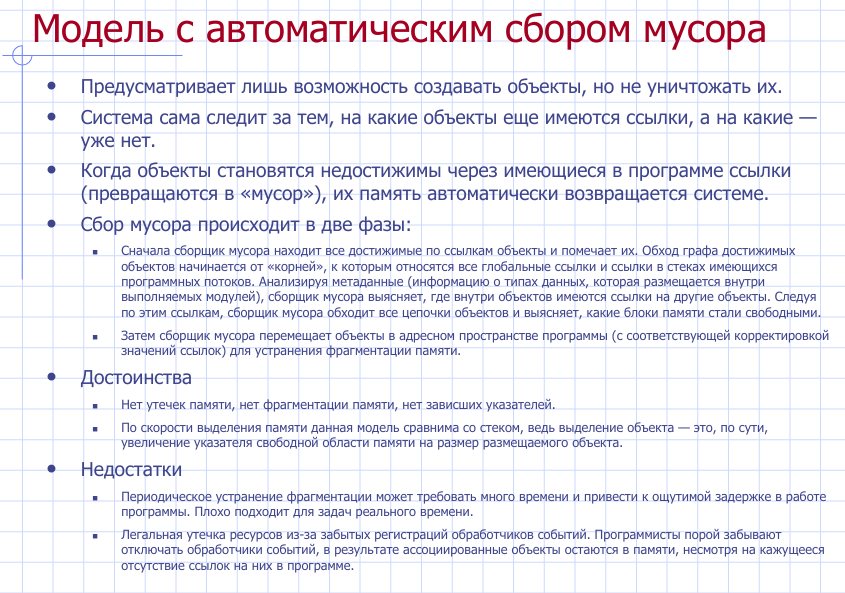 Модель с автоматическим сбором мусора
• Предусматривает лишь возможность создавать объекты, но не уничтожать их.
• Система сама следит за тем, на какие объекты еще имеются ссылки, а на какие —
уже нет.
• Когда объекты становятся недостижимы через имеющиеся в программе ссылки
(превращаются в «мусор»), их память автоматически возвращается системе.
• Сбор мусора происходит в две фазы:
▪ Сначала сборщик мусора находит все достижимые по ссылкам объекты и помечает их. Обход графа достижимых
объектов начинается от «корней», к которым относятся все глобальные ссылки и ссылки в стеках имеющихся
программных потоков. Анализируя метаданные (информацию о типах данных, которая размещается внутри
выполняемых модулей), сборщик мусора выясняет, где внутри объектов имеются ссылки на другие объекты. Следуя
по этим ссылкам, сборщик мусора обходит все цепочки объектов и выясняет, какие блоки памяти стали свободными.
▪ Затем сборщик мусора перемещает объекты в адресном пространстве программы (с соответствующей корректировкой
значений ссылок) для устранения фрагментации памяти.
• Достоинства
▪ Нет утечек памяти, нет фрагментации памяти, нет зависших указателей.
▪ По скорости выделения памяти данная модель сравнима со стеком, ведь выделение объекта — это, по сути,
увеличение указателя свободной области памяти на размер размещаемого объекта.
• Недостатки
▪ Периодическое устранение фрагментации может требовать много времени и привести к ощутимой задержке в работе
программы. Плохо подходит для задач реального времени.
▪ Легальная утечка ресурсов из-за забытых регистраций обработчиков событий. Программисты порой забывают
отключать обработчики событий, в результате ассоциированные объекты остаются в памяти, несмотря на кажущееся
отсутствие ссылок на них в программе.